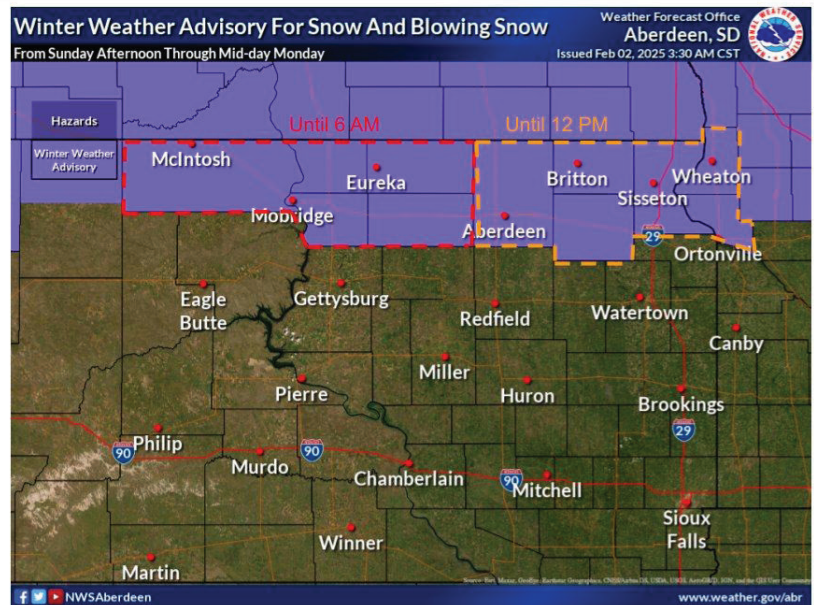 Winter Weather Advisory For Snow And Blowing Snow
From Sunday Afternoon Through Mid-day Monday
Weather Forecast Office
Aberdeen, SD
Issued Feb 02, 2025 3:30 AM CST
Hazards
Winter Weather
Advisory
Until 6 AM
Until 12 PM
McIntosh
Eureka
Mobridge
Britton
Wheaton
Sisseton
Aberdeen
29
Ortonville
Eagle
Butte
Gettysburg
Redfield
Watertown
Canby
Miller
Pierre
Huron
Brookings
29
Philip
90
Murdo
90
Chamberlain
90
Mitchell
Sioux
Falls
Winner
Martin
NWSAberdeen
www.weather.gov/abr